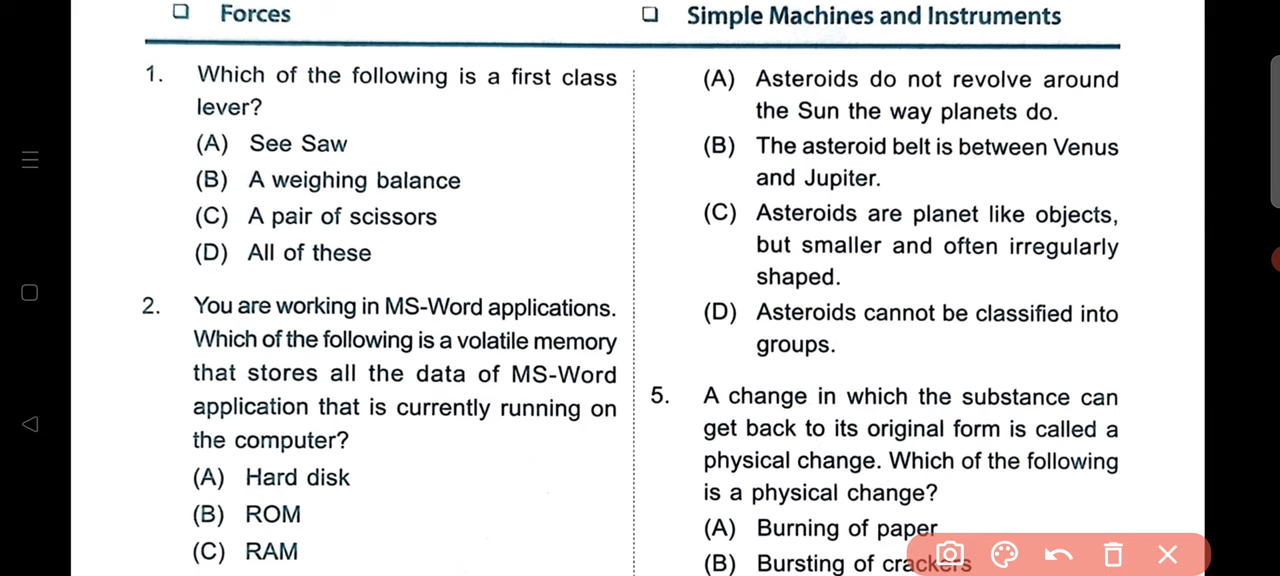 Forces
Simple Machines and Instruments
1. Which of the following is a first class
lever?
(A) See Saw
(B) A weighing balance
(C) A pair of scissors
(D) All of these
2. You are working in MS-Word applications.
Which of the following is a volatile memory
that stores all the data of MS-Word
application that is currently running on
the computer?
(A) Hard disk
(B) ROM
(C) RAM
(A) Asteroids do not revolve around
the Sun the way planets do.
(B) The asteroid belt is between Venus
and Jupiter.
(C) Asteroids are planet like objects,
but smaller and often irregularly
shaped.
(D) Asteroids cannot be classified into
groups.
5. A change in which the substance can
get back to its original form is called a
physical change. Which of the following
is a physical change?
(A) Burning of paper
(B) Bursting of crackers